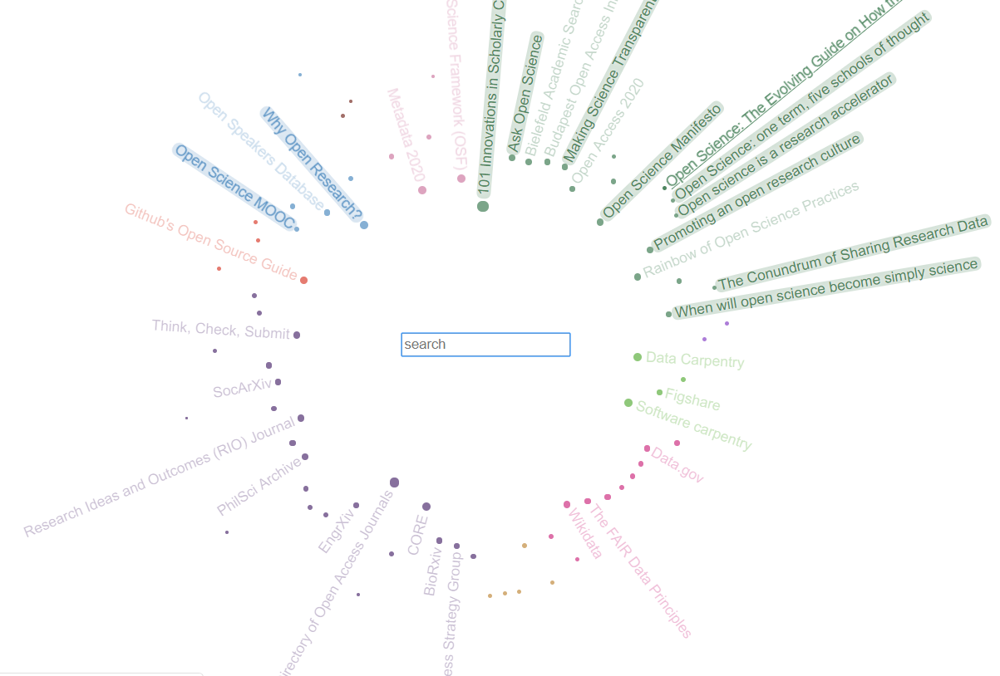 Science Framework (OSF)
101 Innovations in Scholarly C
Ask Open Science
Bielefeld Academic Sear
Budapest Open Access In
Making Science Transparent
Open Access 2020
Open Science Manifesto
Open Science: The Evolving Guide on How th
Open Science: one term, five schools of thought
Open science is a research accelerator
Promoting an open research culture
Rainbow of Open Science Practices
The Conundrum of Sharing Research Data
When will open science become simply science
Data Carpentry
Figshare
Software carpentry
Data.gov
The FAIR Data Principles
Wikidata
ess Strategy Group
BioRxiv
CORE
irectory of Open Access Journals
EngrXiv
PhilSci Archive
Research Ideas and Outcomes (RIO) Journal
SocArXiv
Think, Check, Submit
Github's Open Source Guide
Open Science MOOC
Open Speakers Database
Why Open Research?
Metadata 2020
search